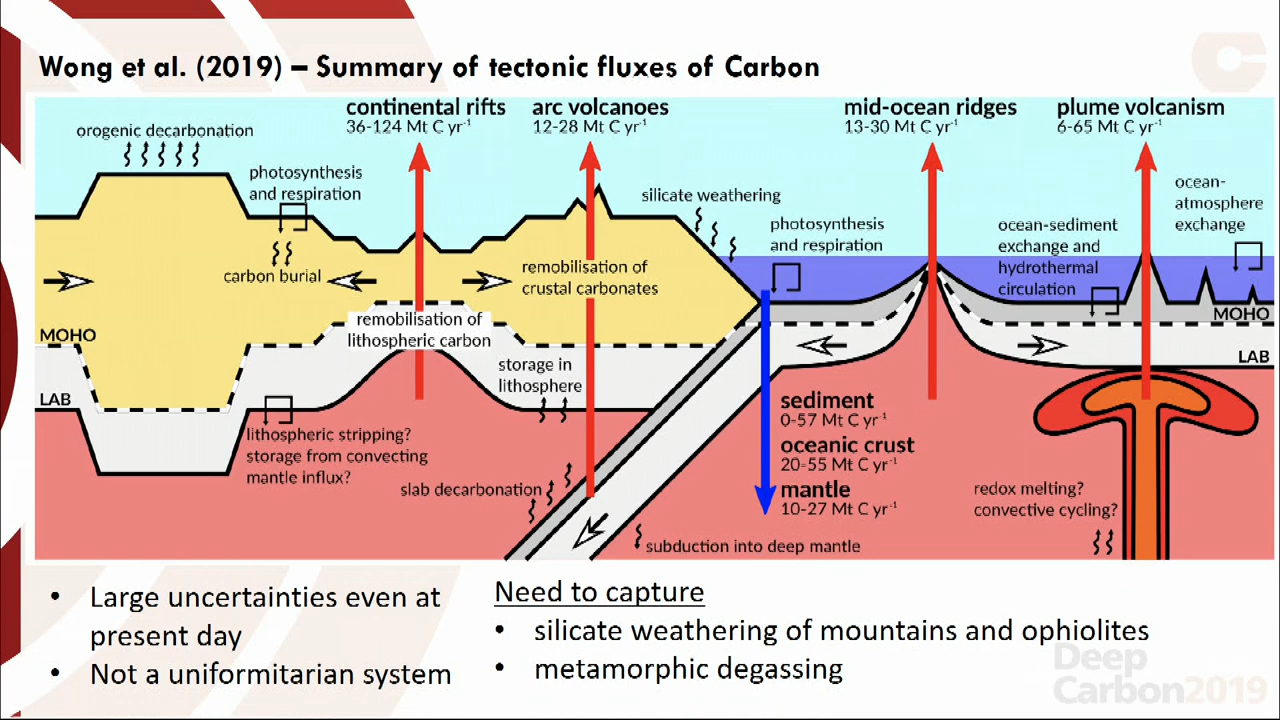 Wong et al. (2019) – Summary of tectonic fluxes of Carbon
continental rifts
36-124 Mt C yr⁻¹
arc volcanoes
12-28 Mt C yr⁻¹
mid-ocean ridges
13-30 Mt C yr⁻¹
plume volcanism
6-65 Mt C yr⁻¹
orogenic decarbonation
photosynthesis
and respiration
carbon burial
silicate weathering
photosynthesis
and respiration
ocean-sediment
exchange and
hydrothermal
circulation
ocean-
atmosphere
exchange
remobilisation of
crustal carbonates
MOHO
MOHO
remobilisation of
lithospheric carbon
storage in
lithosphere
LAB
LAB
lithospheric stripping?
storage from convecting
mantle influx?
slab decarbonation
sediment
0-57 Mt C yr⁻¹
oceanic crust
20-55 Mt C yr⁻¹
mantle
10-27 Mt C yr⁻¹
redox melting?
convective cycling?
subduction into deep mantle
• Large uncertainties even at
present day
• Not a uniformitarian system
Need to capture
• silicate weathering of mountains and ophiolites
• metamorphic degassing
Deep
Carbon2019